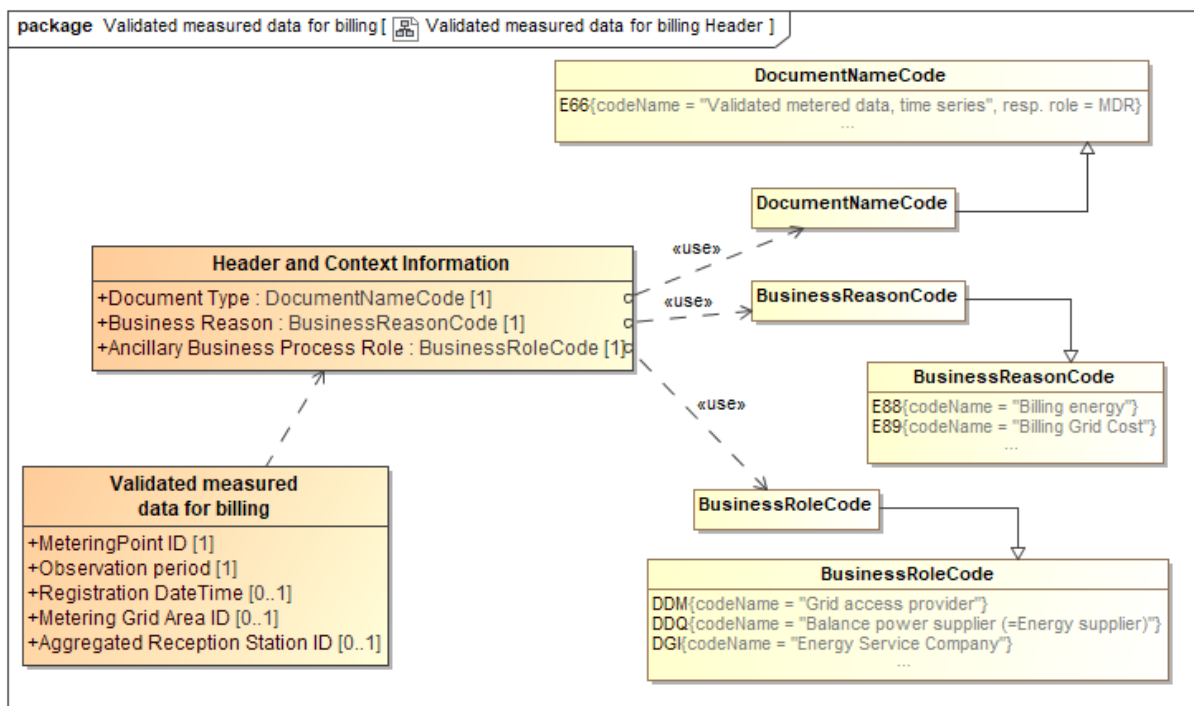 package Validated measured data for billing [ Validated measured data for billing Header ]
DocumentNameCode
E66{codeName = "Validated metered data, time series", resp. role = MDR}
...
DocumentNameCode
«use»
Header and Context Information
+Document Type : DocumentNameCode [1]
+Business Reason : BusinessReasonCode [1]
+Ancillary Business Process Role : BusinessRoleCode [1]
«use»
BusinessReasonCode
BusinessReasonCode
E88{codeName = "Billing energy"}
E89{codeName = "Billing Grid Cost"}
...
«use»
Validated measured
data for billing
+MeteringPoint ID [1]
+Observation period [1]
+Registration DateTime [0..1]
+Metering Grid Area ID [0..1]
+Aggregated Reception Station ID [0..1]
BusinessRoleCode
BusinessRoleCode
DDM{codeName = "Grid access provider"}
DDQ{codeName = "Balance power supplier (=Energy supplier)"}
DGI{codeName = "Energy Service Company"}
...